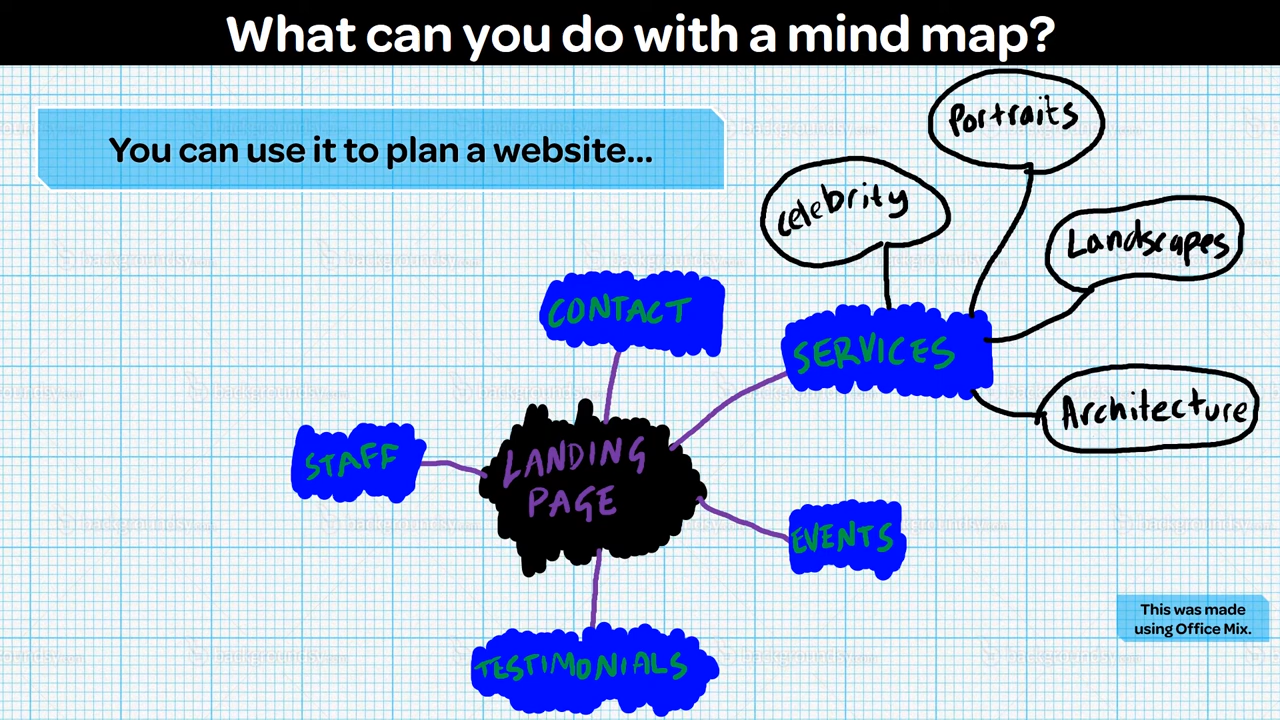 What can you do with a mind map?
You can use it to plan a website...
Portraits
Celebrity
Landscapes
CONTACT
SERVICES
Architecture
STAFF
LANDING
PAGE
EVENTS
This was made
using Office Mix.
TESTIMONIALS